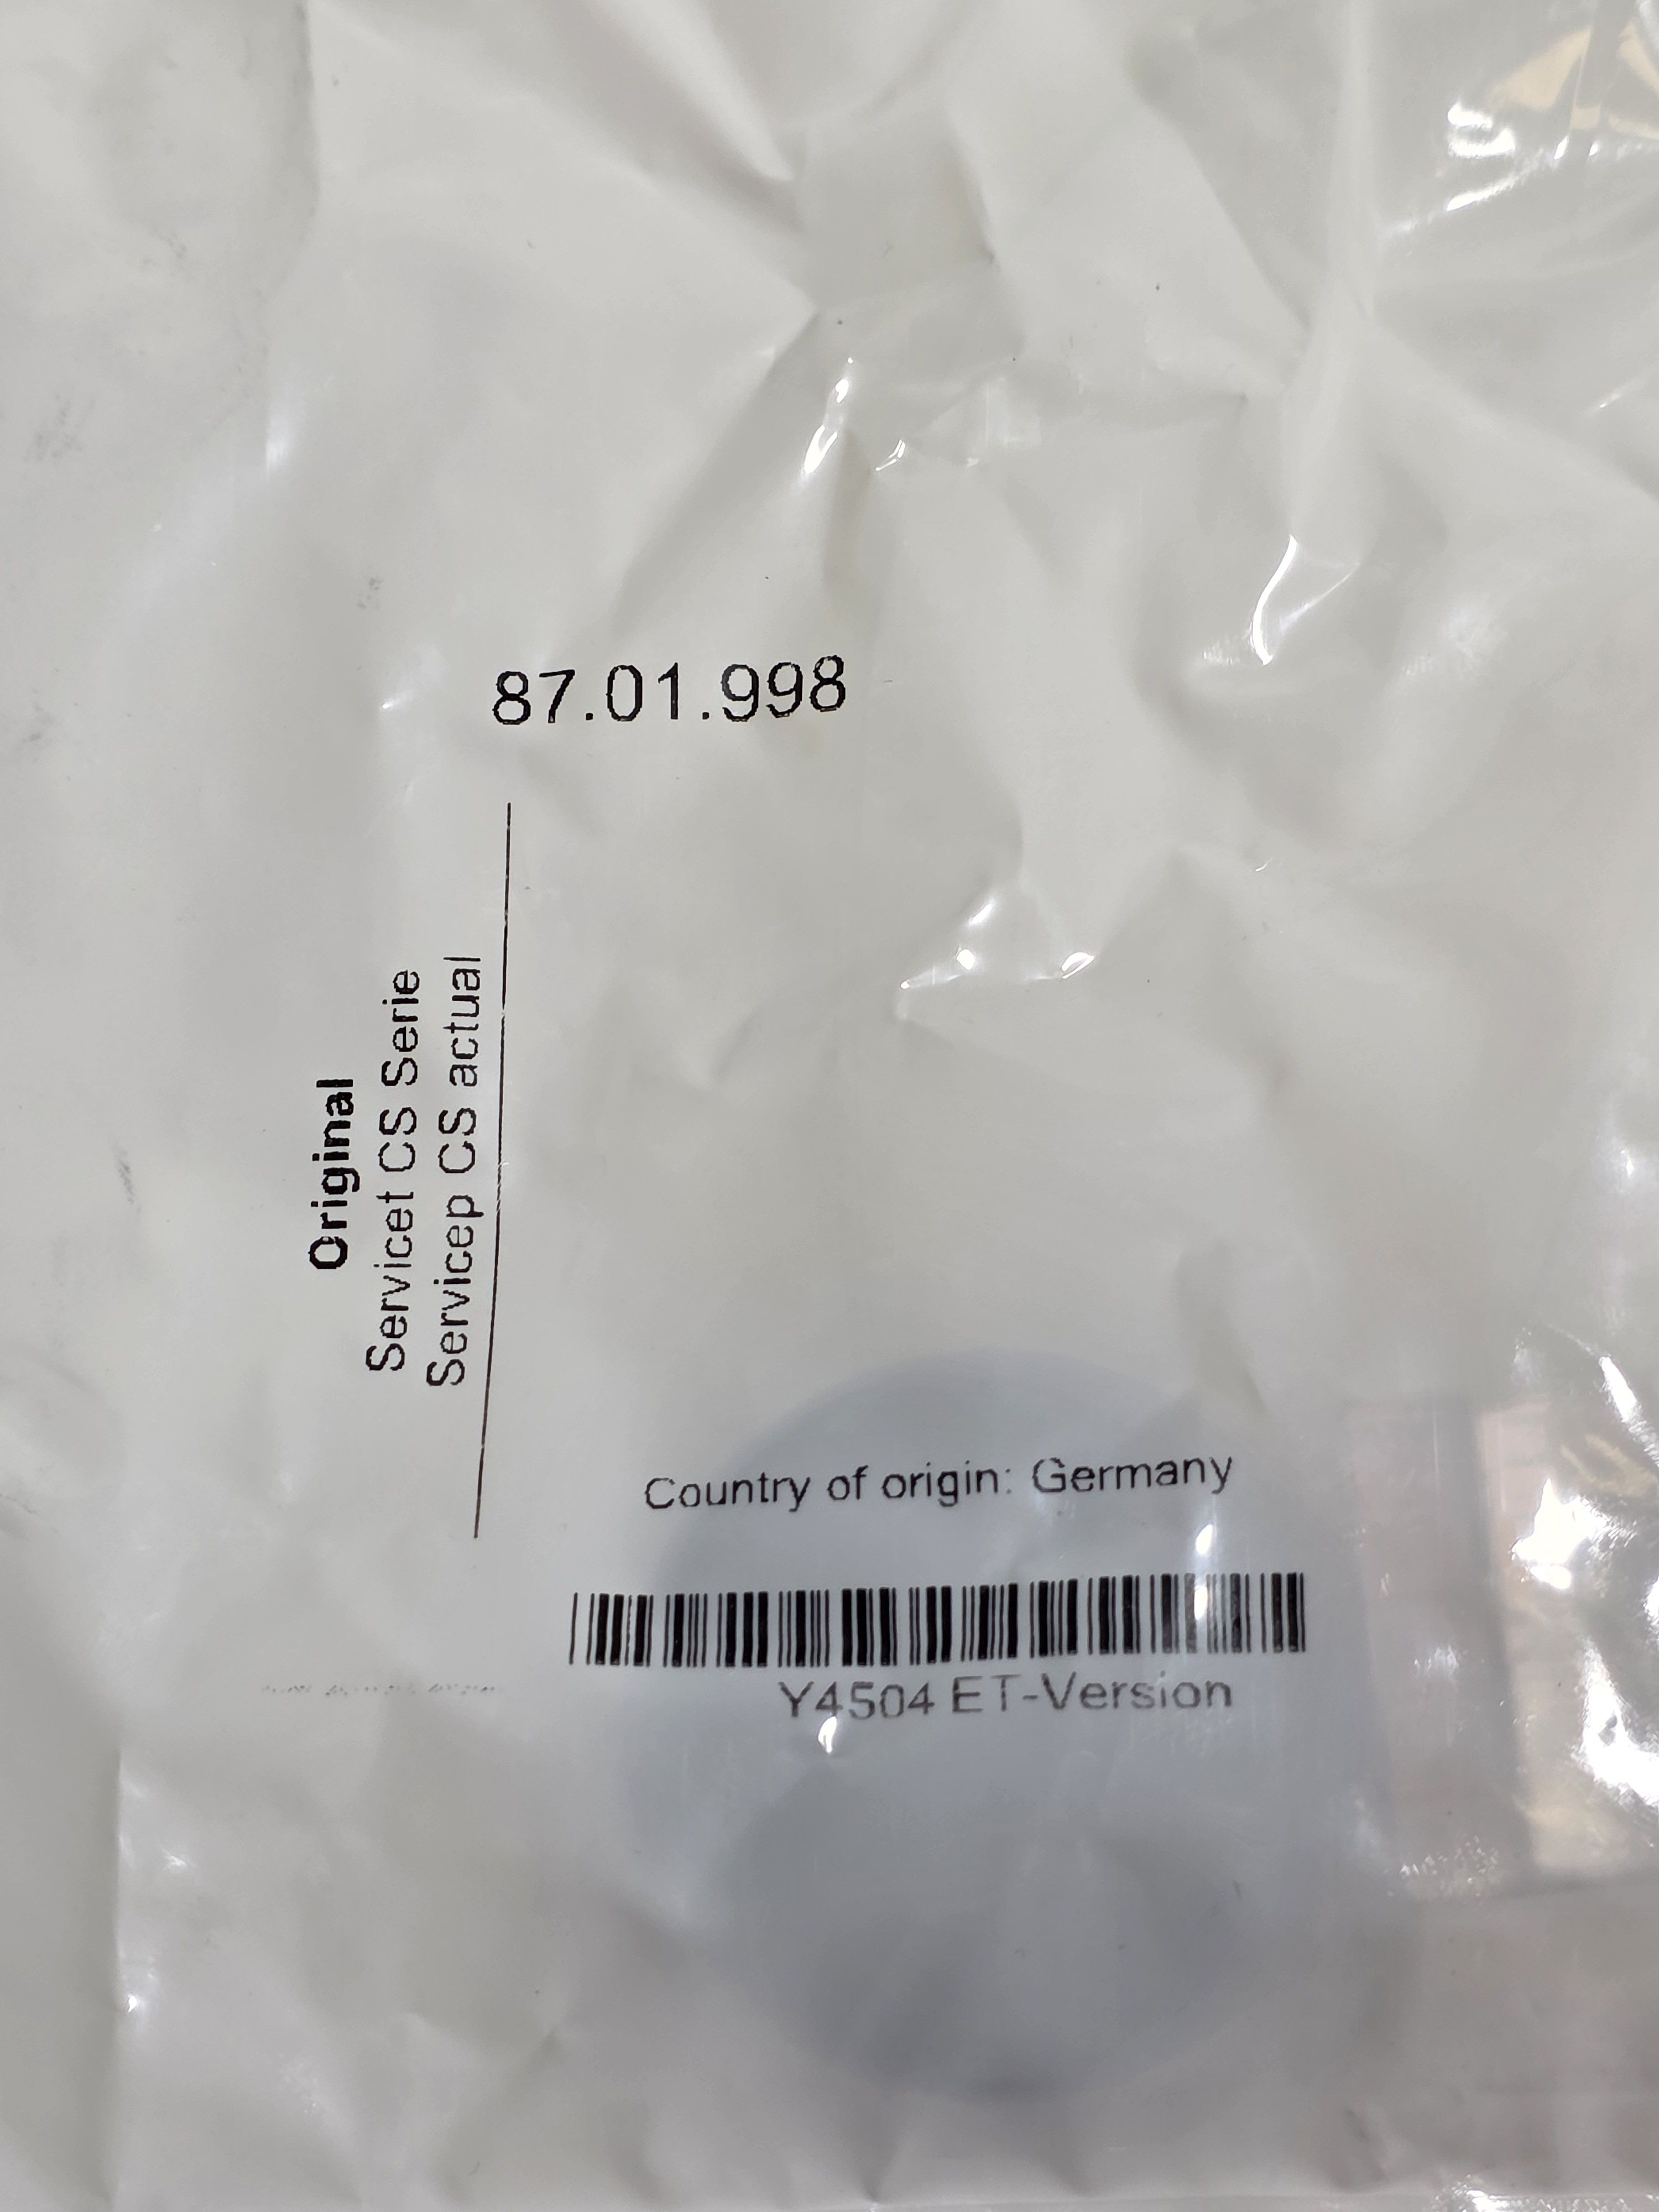 87.01.998
Original
Servicet CS Serie
Servicep CS actual
Country of origin: Germany
Y4504 ET-Version